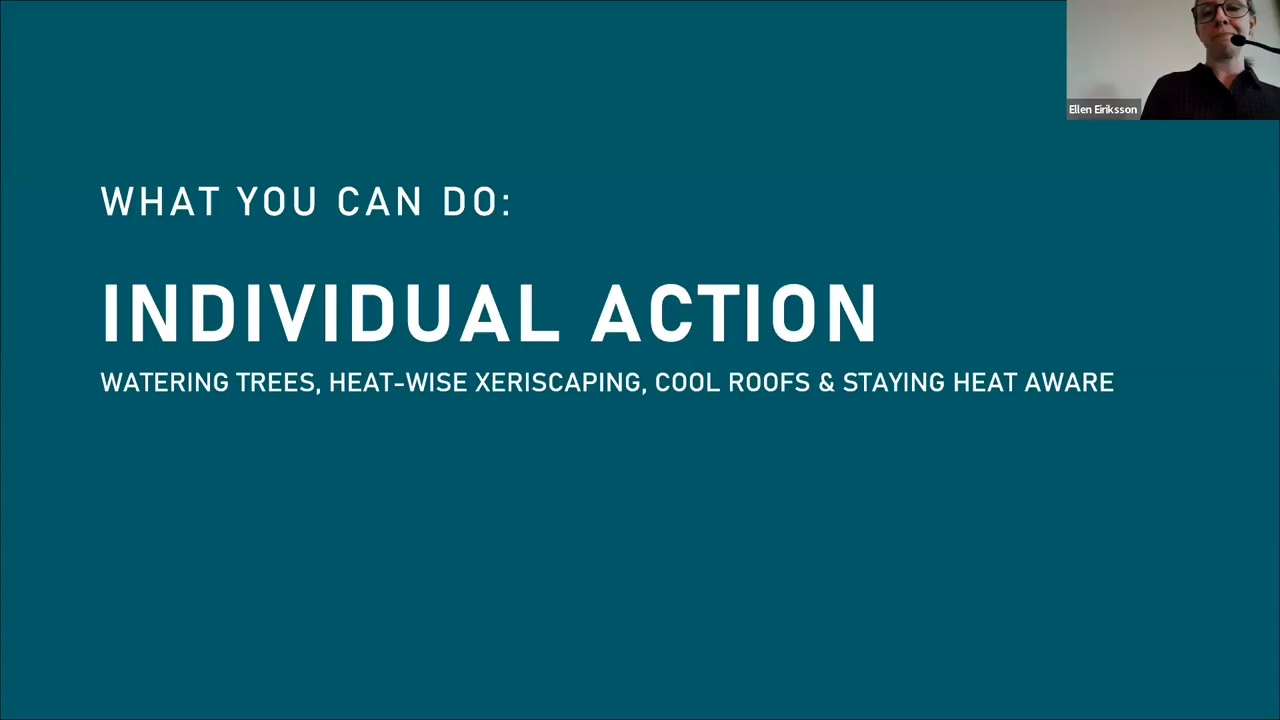 Ellen Eiriksson
WHAT YOU CAN DO:
INDIVIDUAL ACTION
WATERING TREES, HEAT-WISE XERISCAPING, COOL ROOFS & STAYING HEAT AWARE